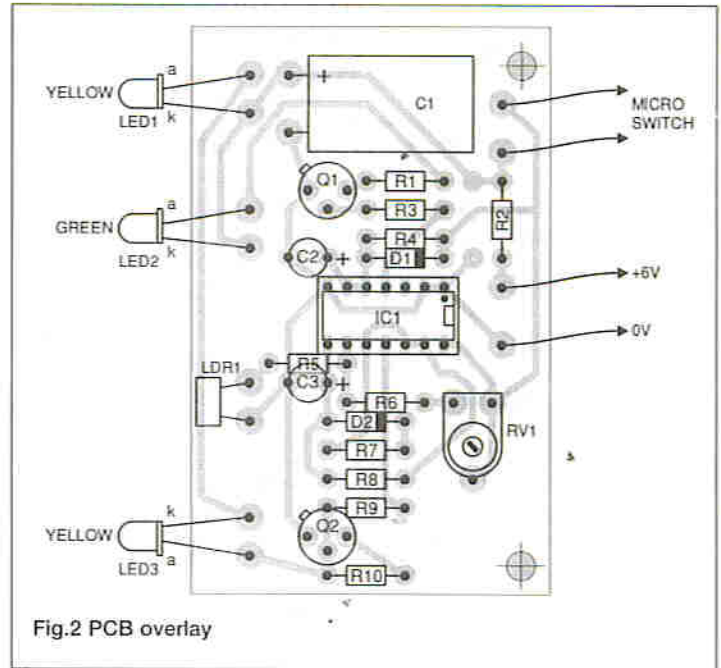 a
YELLOW
LED1
k
+
C1
MICRO
SWITCH
Q1
R1
R3
R2
a
GREEN
LED2
k
R4
C2
+
D1
+6V
IC1
0V
R5
LDR1
C3
+
R6
D2
RV1
R7
R8
k
R9
YELLOW
Q2
LED3
a
R10
Fig.2 PCB overlay